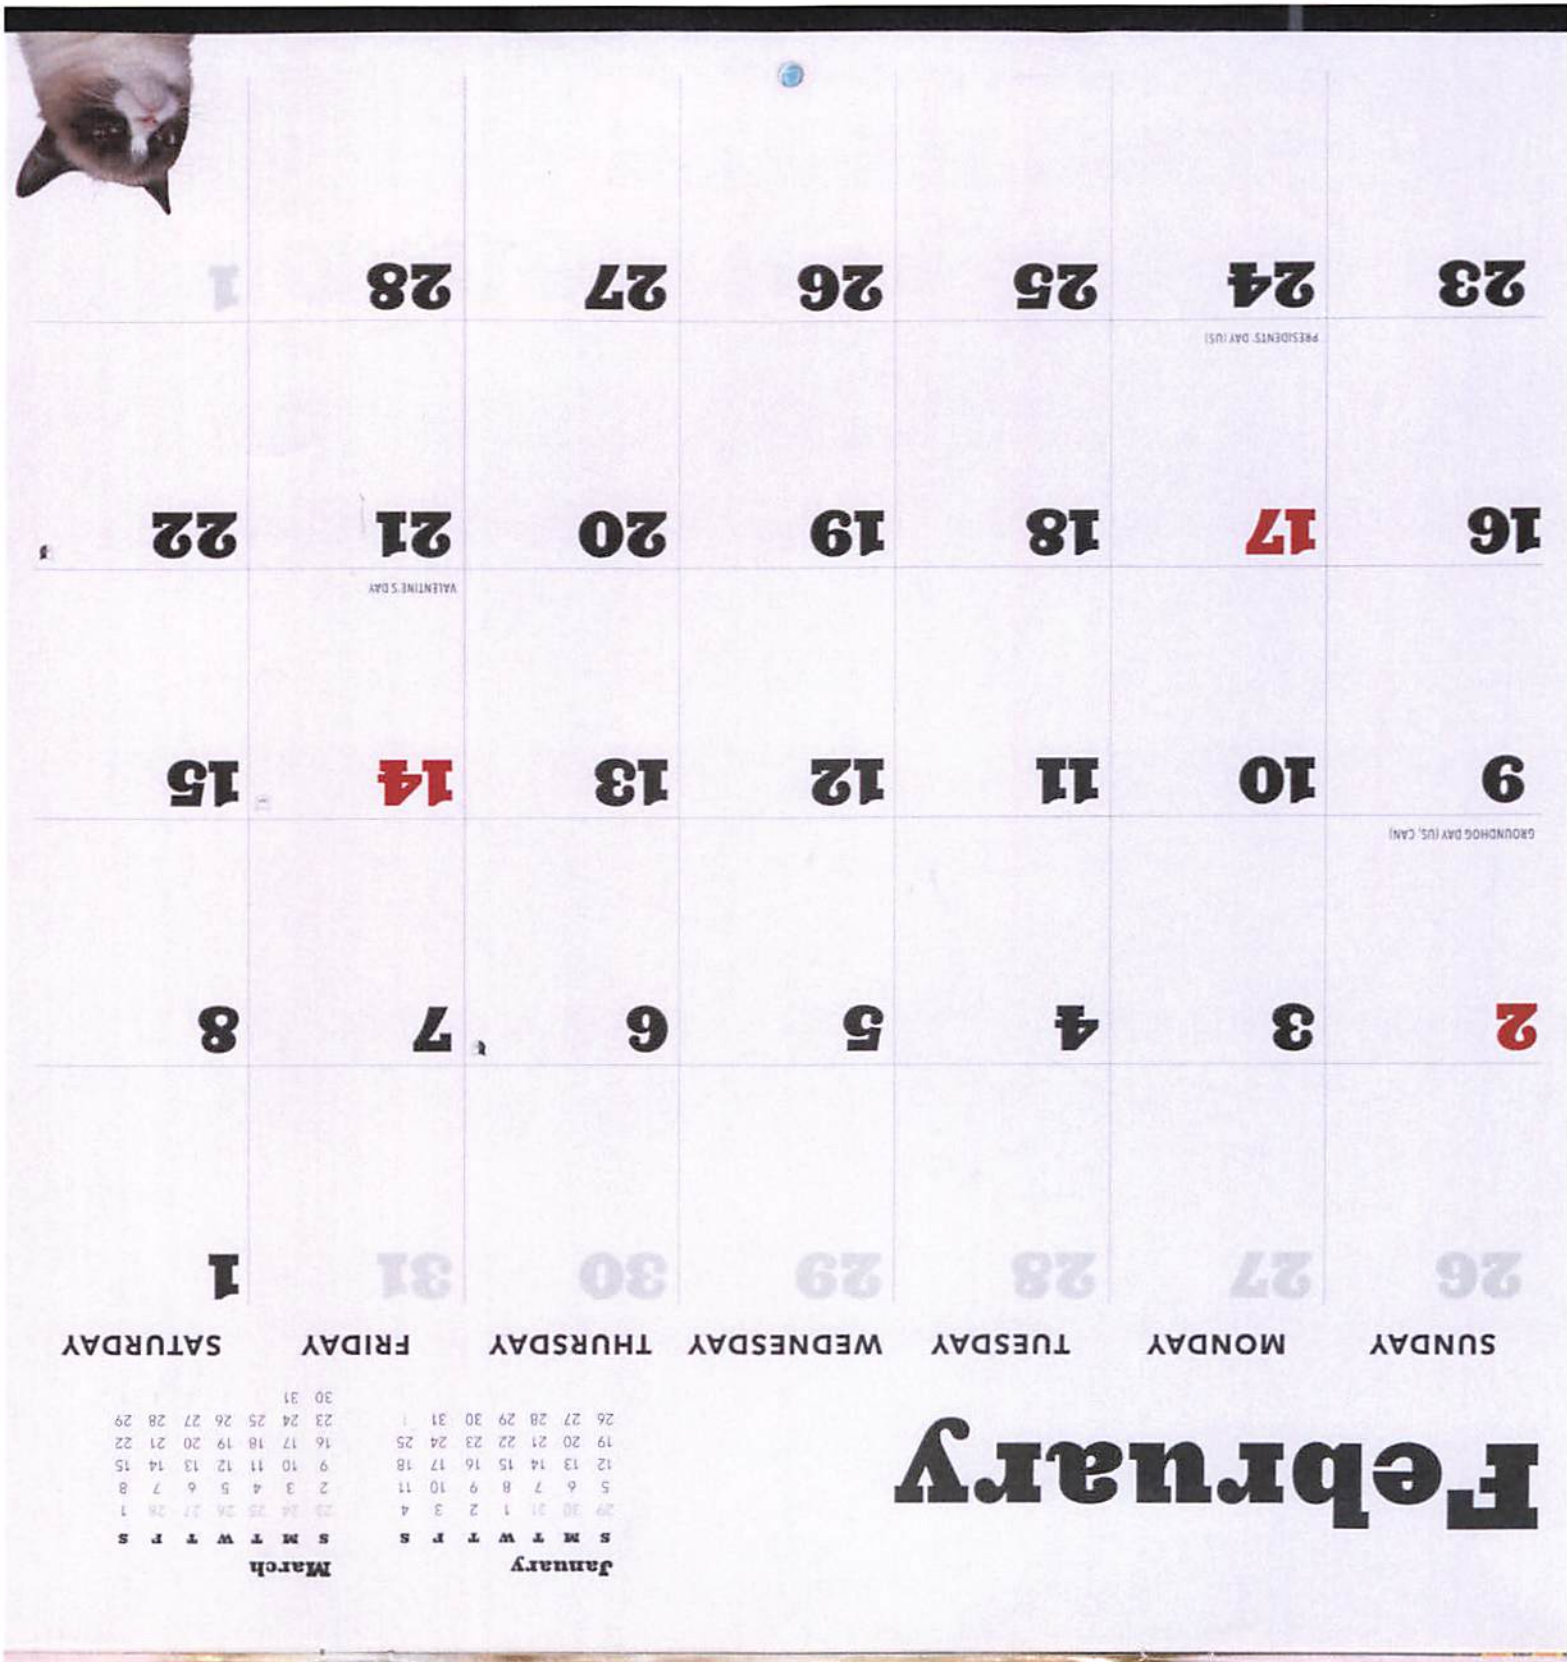 February
January
S M T W T F S
29 30 31 1 2 3 4
5 6 7 8 9 10 11
12 13 14 15 16 17 18
19 20 21 22 23 24 25
26 27 28 29 30 31 1
March
S M T W T F S
23 24 25 26 27 28 1
2 3 4 5 6 7 8
9 10 11 12 13 14 15
16 17 18 19 20 21 22
23 24 25 26 27 28 29
30 31
SUNDAY MONDAY TUESDAY WEDNESDAY THURSDAY FRIDAY SATURDAY
26 27 28 29 30 31 1
2 3 4 5 6 7 8
GROUNDHOG DAY (US, CAN)
9 10 11 12 13 14 15
VALENTINE'S DAY
16 17 18 19 20 21 22
PRESIDENTS' DAY (US)
23 24 25 26 27 28 1